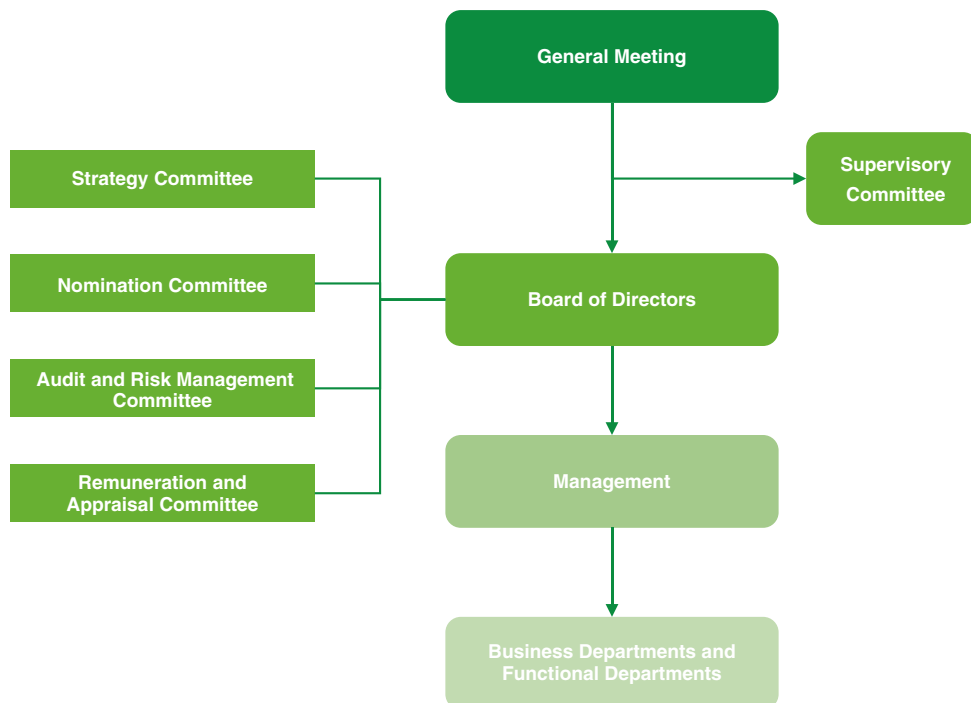 General Meeting
Supervisory
Committee
Strategy Committee
Nomination Committee
Board of Directors
Audit and Risk Management
Committee
Remuneration and
Appraisal Committee
Management
Business Departments and
Functional Departments